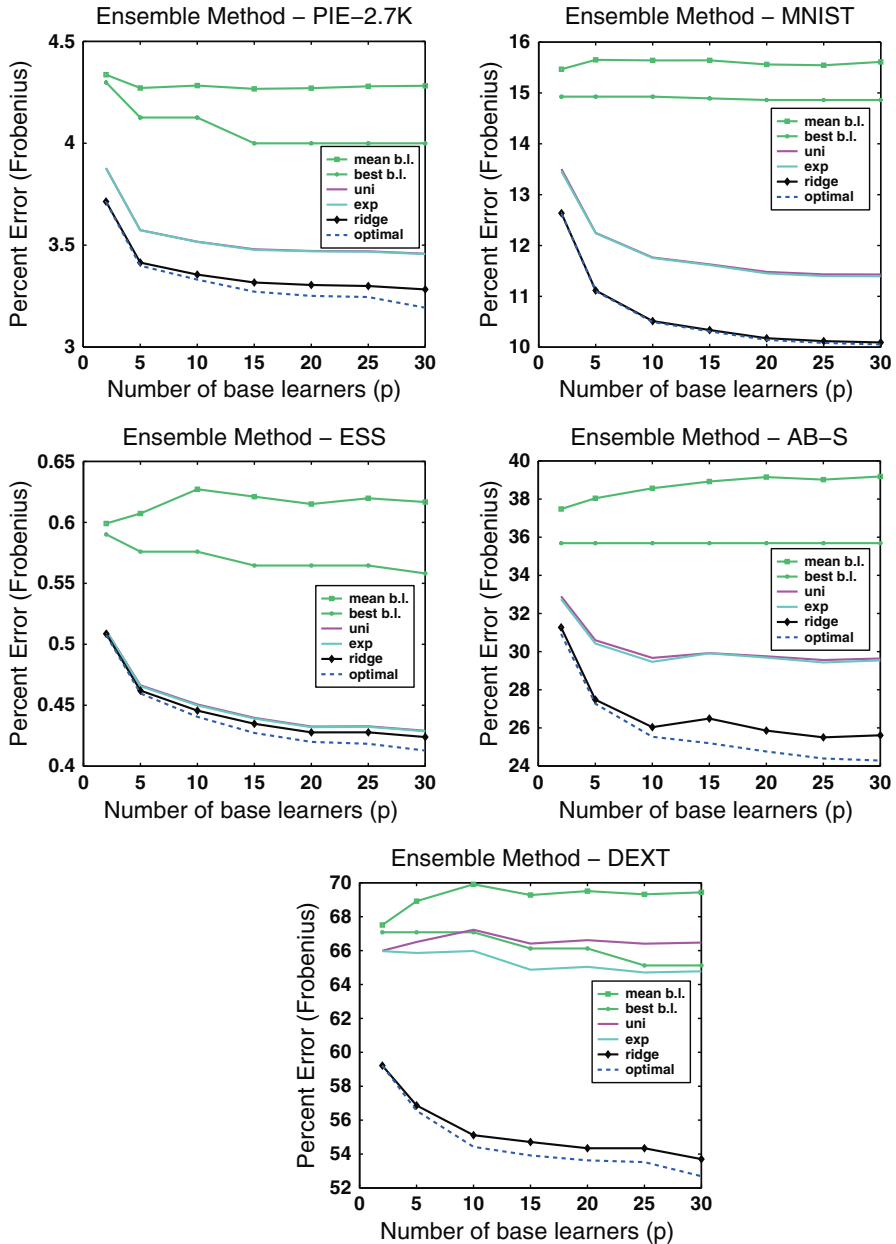 Ensemble Method – PIE–2.7K
Percent Error (Frobenius)
4.5
4
3.5
3
0 5 10 15 20 25 30
Number of base learners (p)
mean b.l.
best b.l.
uni
exp
ridge
optimal
Ensemble Method – MNIST
Percent Error (Frobenius)
16
15
14
13
12
11
10
0 5 10 15 20 25 30
Number of base learners (p)
mean b.l.
best b.l.
uni
exp
ridge
optimal
Ensemble Method – ESS
Percent Error (Frobenius)
0.65
0.6
0.55
0.5
0.45
0.4
0 5 10 15 20 25 30
Number of base learners (p)
mean b.l.
best b.l.
uni
exp
ridge
optimal
Ensemble Method – AB–S
Percent Error (Frobenius)
40
38
36
34
32
30
28
26
24
0 5 10 15 20 25 30
Number of base learners (p)
mean b.l.
best b.l.
uni
exp
ridge
optimal
Ensemble Method – DEXT
Percent Error (Frobenius)
70
68
66
64
62
60
58
56
54
52
0 5 10 15 20 25 30
Number of base learners (p)
mean b.l.
best b.l.
uni
exp
ridge
optimal